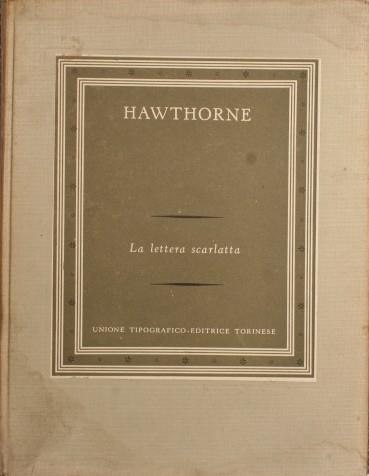 HAWTHORNE
La lettera scarlatta
UNIONE TIPOGRAFICO-EDITRICE TORINESE